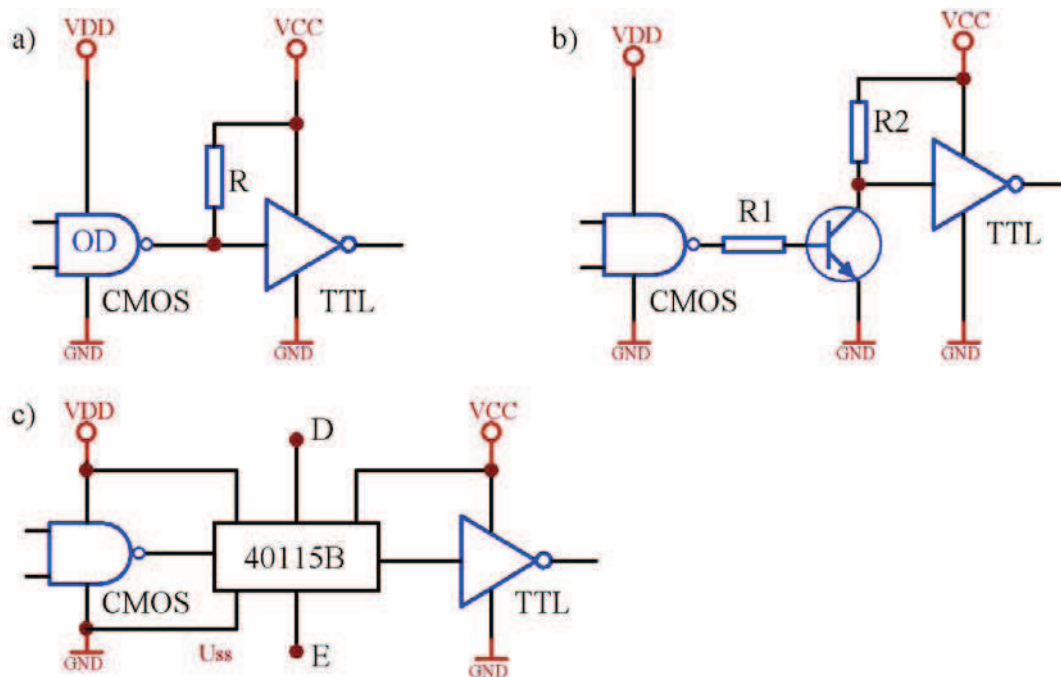 a)
VDD
VCC
R
OD
CMOS
TTL
GND
GND
b)
VDD
VCC
R2
R1
CMOS
TTL
GND
GND
GND
c)
VDD
D
VCC
40115B
CMOS
TTL
GND
Uss
E
GND